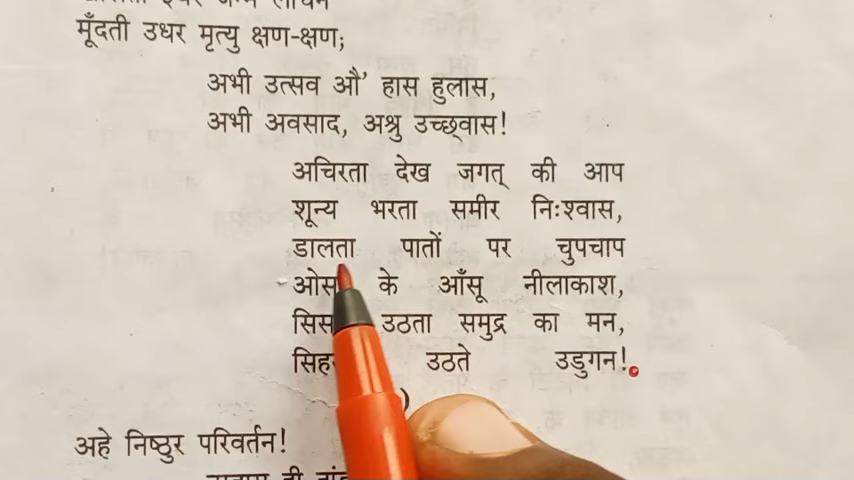 मूँदती उधर मृत्यु क्षण-क्षण;
अभी उत्सव औ' हास हुलास,
अभी अवसाद, अश्रु उच्छ्वास!
अचिरता देख जगत् की आप
शून्य भरता समीर निःश्वास,
डालता पातों पर चुपचाप
ओस के आँसू नीलाकाश,
उठता समुद्र का मन,
उठते उडुगन!
अहे निष्ठुर परिवर्तन!